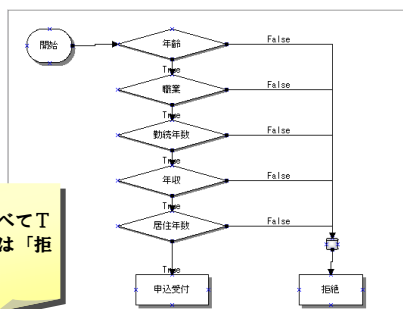 開始
年齢
False
True
職業
False
True
勤続年数
False
True
年収
False
True
居住年数
False
True
申込受付
拒絶
べてT
は「拒